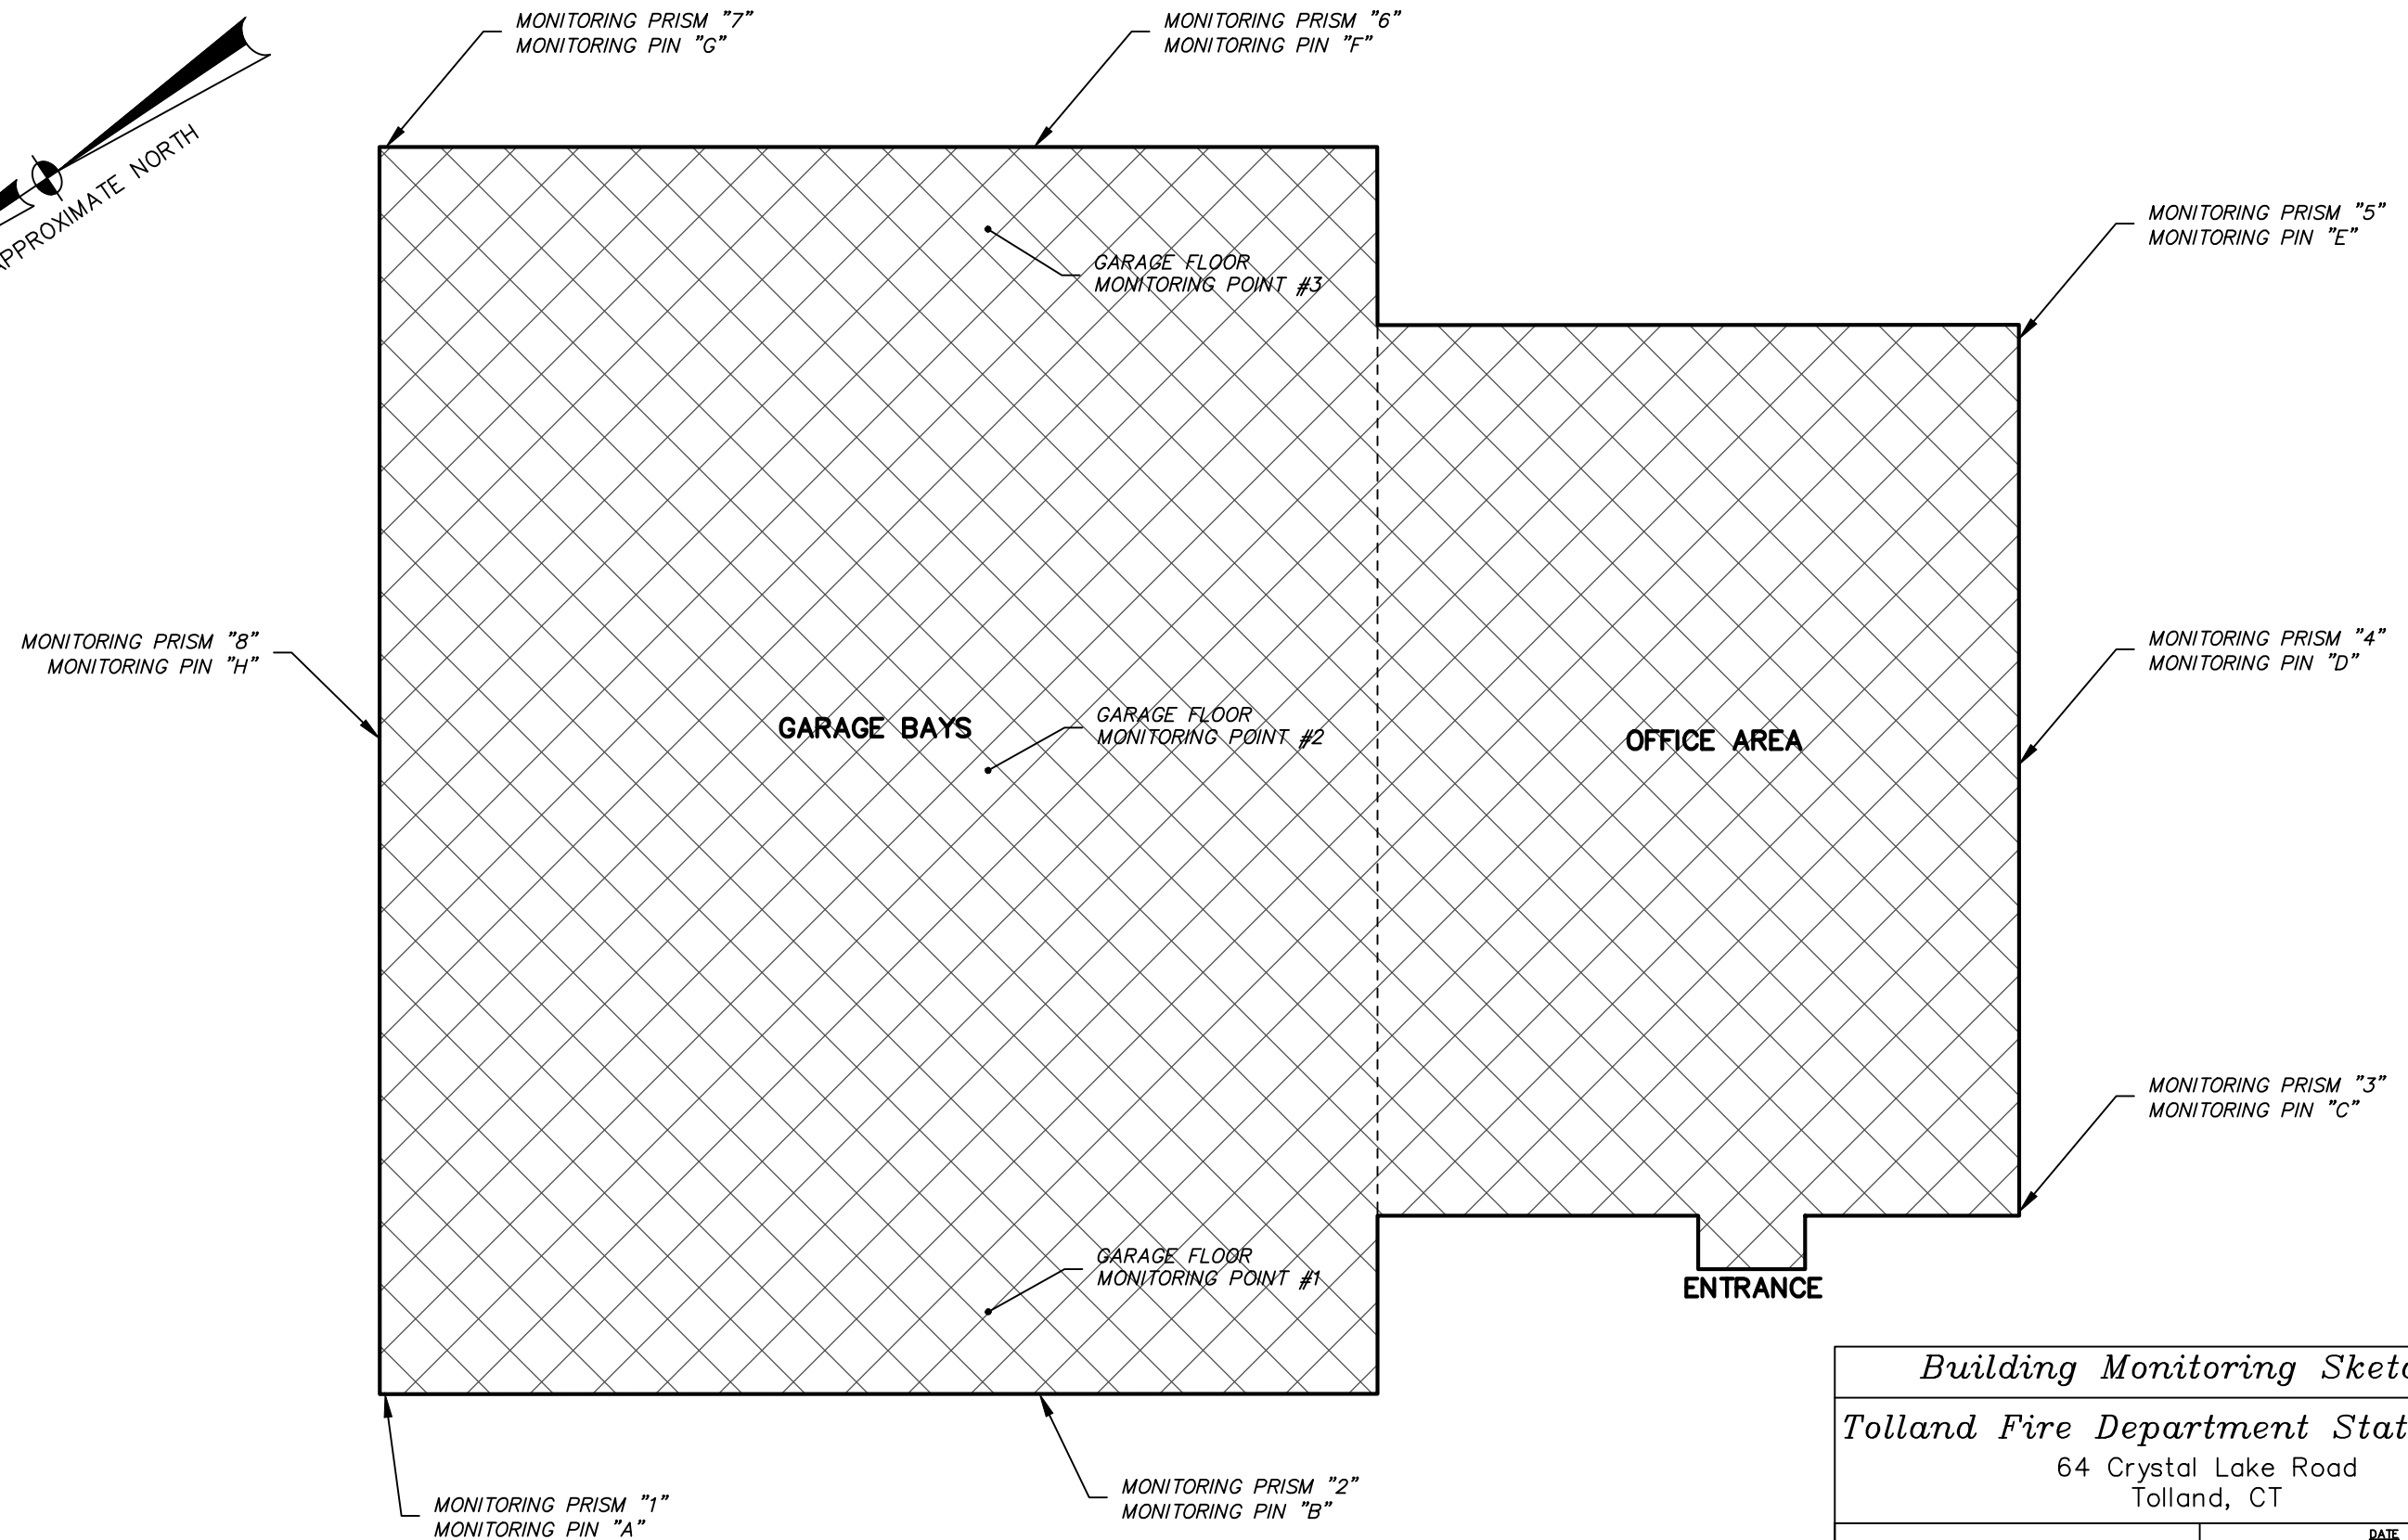 MONITORING PRISM "7"
MONITORING PIN "G"
MONITORING PRISM "6"
MONITORING PIN "F"
APPROXIMATE NORTH
MONITORING PRISM "5"
MONITORING PIN "E"
GARAGE FLOOR
MONITORING POINT #3
MONITORING PRISM "8"
MONITORING PIN "H"
GARAGE BAYS
GARAGE FLOOR
MONITORING POINT #2
OFFICE AREA
MONITORING PRISM "4"
MONITORING PIN "D"
MONITORING PRISM "3"
MONITORING PIN "C"
GARAGE FLOOR
MONITORING POINT #1
ENTRANCE
Building Monitoring
Tolland Fire Department
64 Crystal Lake Road
Tolland, CT
DATE
MONITORING PRISM "1"
MONITORING PIN "A"
MONITORING PRISM "2"
MONITORING PIN "B"